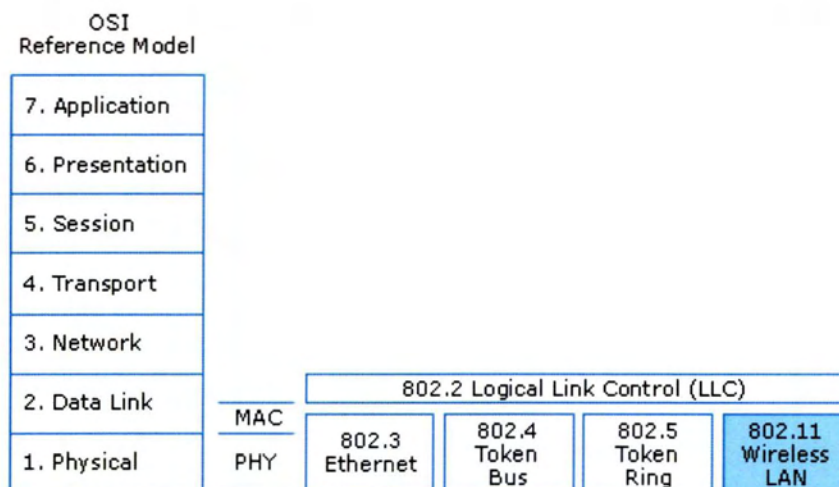 OSI
Reference Model
7. Application
6. Presentation
5. Session
4. Transport
3. Network
2. Data Link
1. Physical
MAC
PHY
802.2 Logical Link Control (LLC)
802.3
Ethernet
802.4
Token
Bus
802.5
Token
Ring
802.11
Wireless
LAN